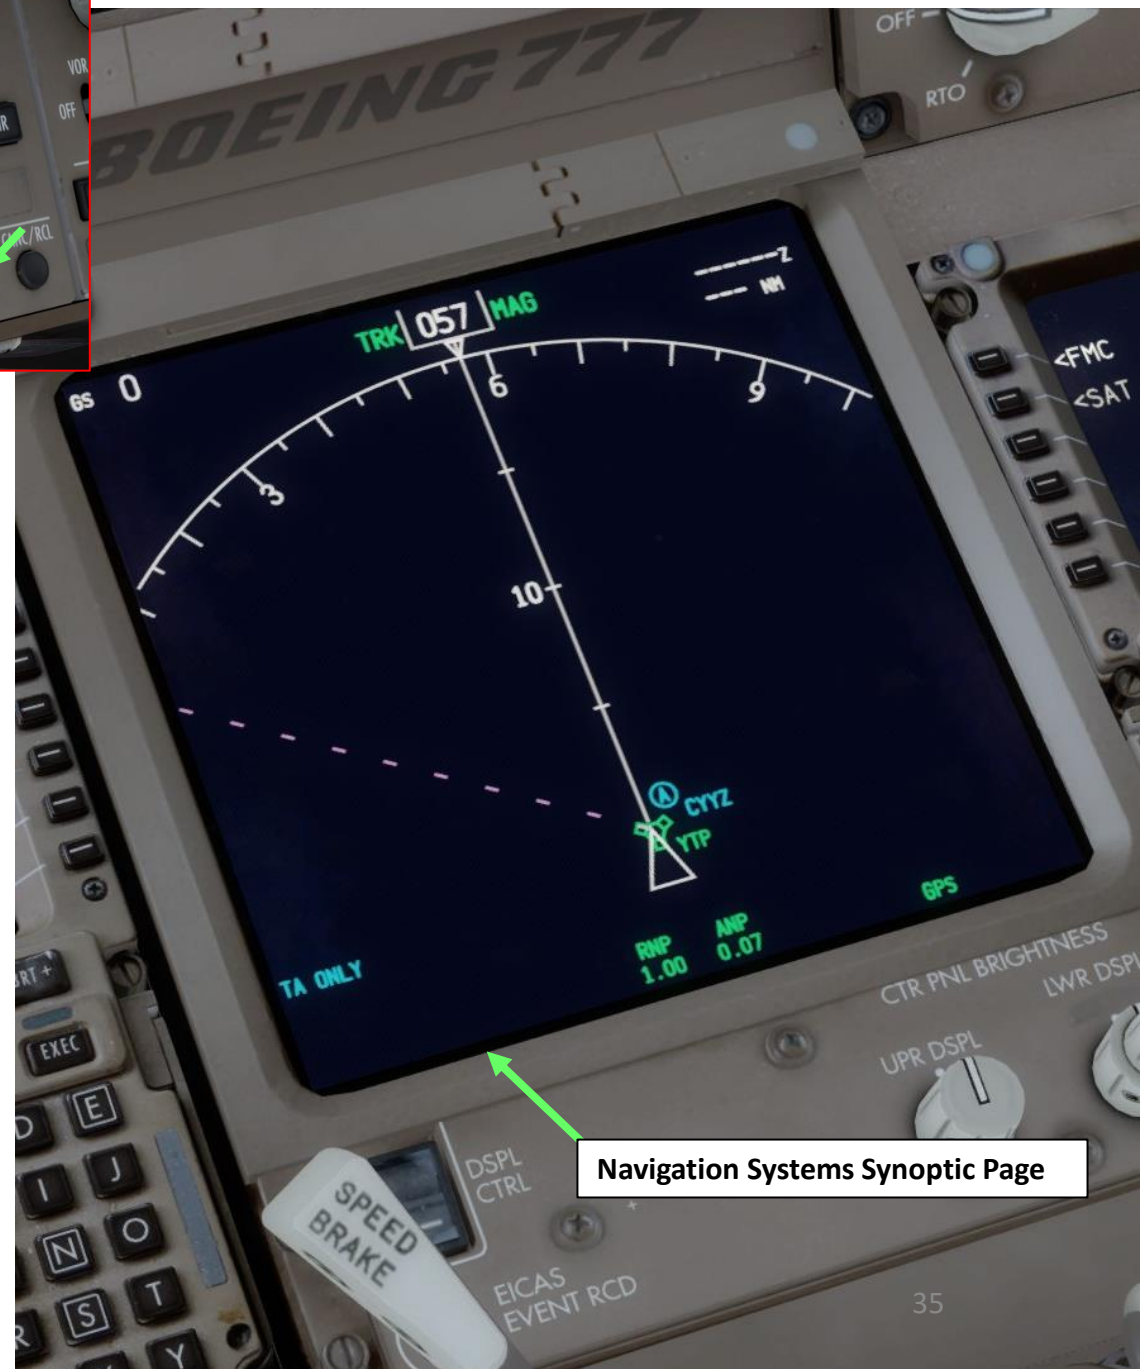 VOR
OFF
CANC/RCL
BOEING 777
OFF
RTO
------Z
--- NM
TRK 057 MAG
GS 0
3
6
9
10
<FMC
<SAT
A CYYZ
YTP
GPS
RNP ANP
1.00 0.07
TA ONLY
CTR PNL BRIGHTNESS
UPR DSPL
LWR DSPL
BRT +
EXEC
D E
I J
N O
R S T
Y
DSPL
CTRL
SPEED
BRAKE
EICAS
EVENT RCD
Navigation Systems Synoptic Page
35